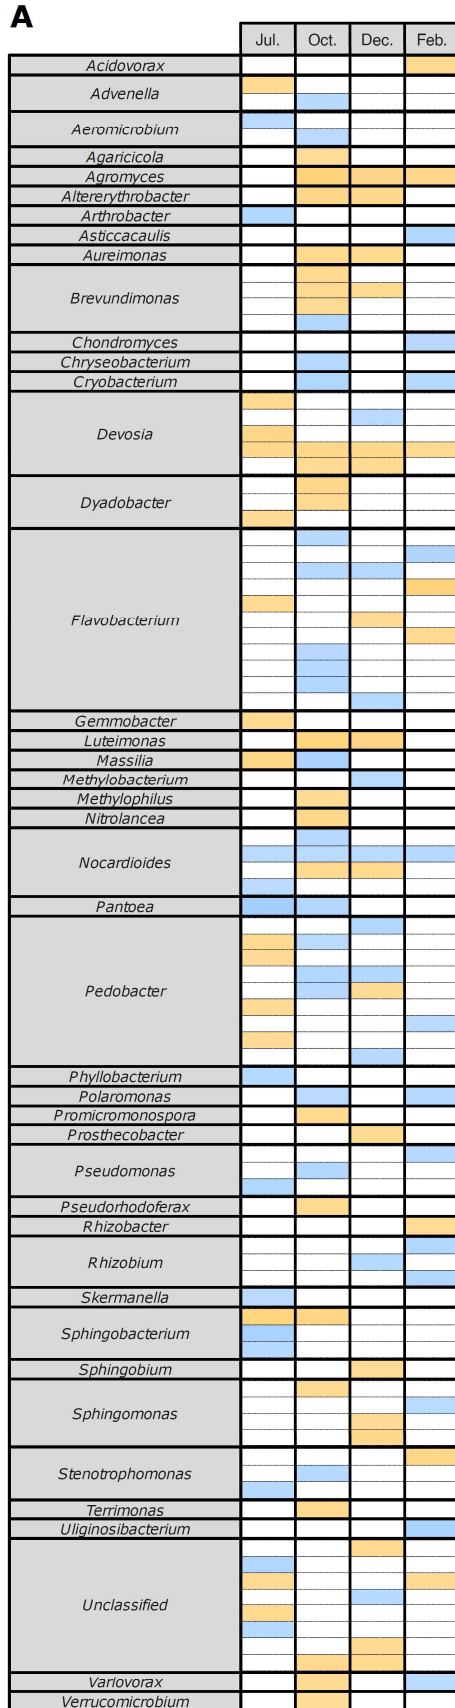 A
Jul. Oct. Dec. Feb.
Acidovorax
Advenella
Aeromicrobium
Agaricicola
Agromyces
Altererythrobacter
Arthrobacter
Asticcacaulis
Aureimonas
Brevundimonas
Chondromyces
Chryseobacterium
Cryobacterium
Devosia
Dyadobacter
Flavobacterium
Gemmobacter
Luteimonas
Massilia
Methylobacterium
Methylophilus
Nitrolancea
Nocardioides
Pantoea
Pedobacter
Phyllobacterium
Polaromonas
Promicromonospora
Prosthecobacter
Pseudomonas
Pseudorhodoferax
Rhizobacter
Rhizobium
Skermanella
Sphingobacterium
Sphingobium
Sphingomonas
Stenotrophomonas
Terrimonas
Uliginosibacterium
Unclassified
Variovorax
Verrucomicrobium